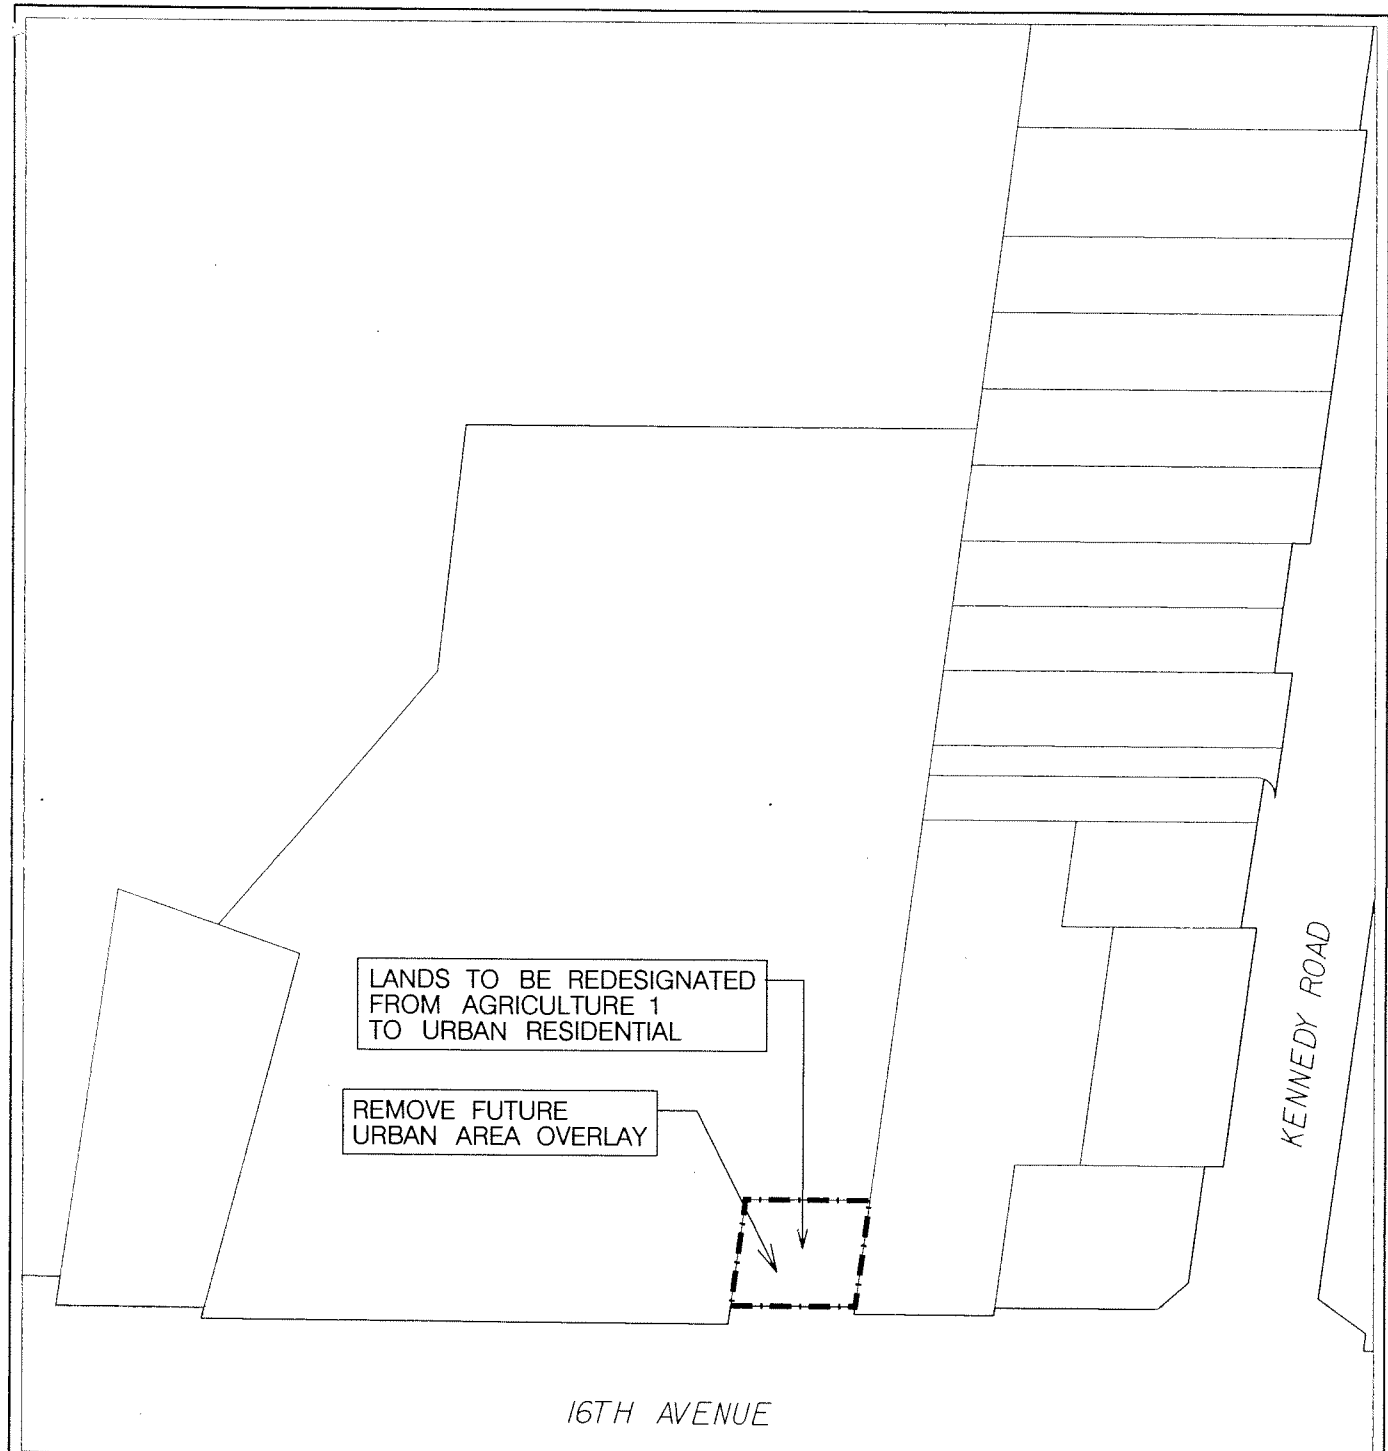 LANDS TO BE REDESIGNATED
FROM AGRICULTURE 1
TO URBAN RESIDENTIAL
REMOVE FUTURE
URBAN AREA OVERLAY
KENNEDY ROAD
16TH AVENUE